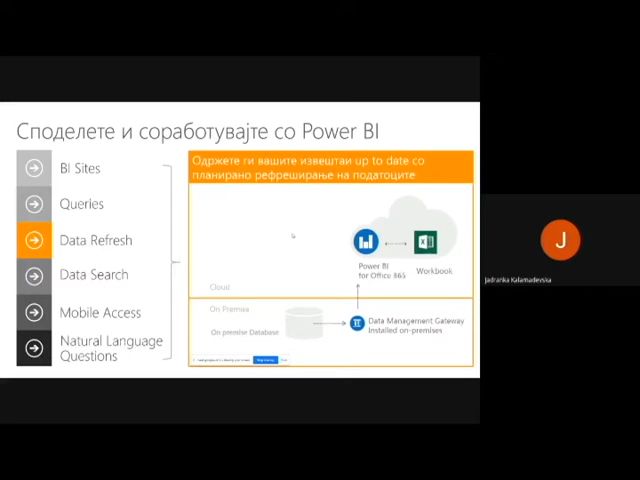 Споделете и соработувајте со Power BI
BI Sites
Queries
Data Refresh
Data Search
Mobile Access
Natural Language
Questions
Одржете ги вашите извештаи up to date со
планирано рефреширање на податоците
Power BI
for Office 365
Workbook
Cloud
On Premise
On premise Database
Data Management Gateway
Installed on-premises
J
Jadranka Kalamadevska